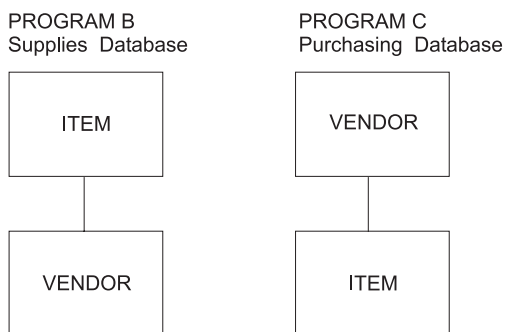 PROGRAM B
Supplies Database
ITEM
VENDOR
PROGRAM C
Purchasing Database
VENDOR
ITEM